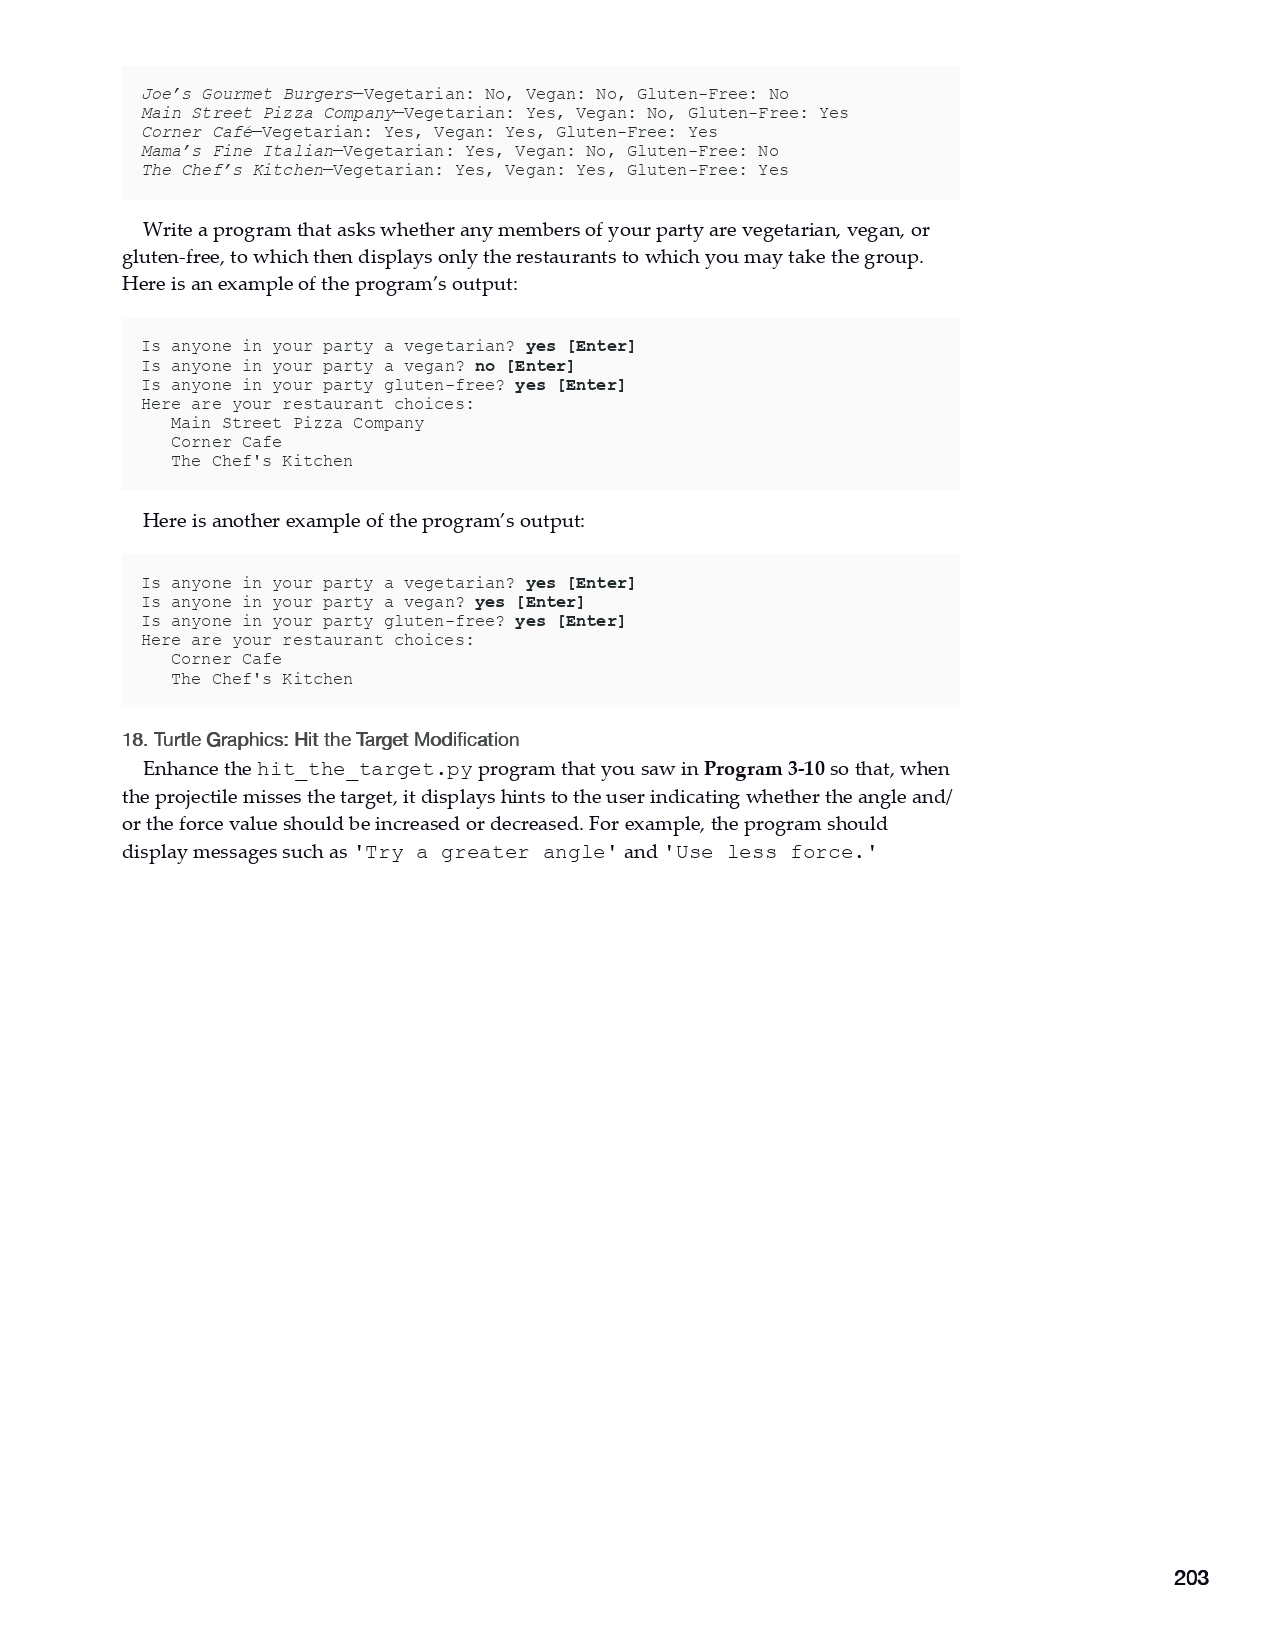 Joe’s Gourmet Burgers—Vegetarian: No, Vegan: No, Gluten-Free: No
Main Street Pizza Company—Vegetarian: Yes, Vegan: No, Gluten-Free: Yes
Corner Café—Vegetarian: Yes, Vegan: Yes, Gluten-Free: Yes
Mama’s Fine Italian—Vegetarian: Yes, Vegan: No, Gluten-Free: No
The Chef’s Kitchen—Vegetarian: Yes, Vegan: Yes, Gluten-Free: Yes
Write a program that asks whether any members of your party are vegetarian, vegan, or
gluten-free, to which then displays only the restaurants to which you may take the group.
Here is an example of the program’s output:
Is anyone in your party a vegetarian? yes [Enter]
Is anyone in your party a vegan? no [Enter]
Is anyone in your party gluten-free? yes [Enter]
Here are your restaurant choices:
Main Street Pizza Company
Corner Cafe
The Chef's Kitchen
Here is another example of the program’s output:
Is anyone in your party a vegetarian? yes [Enter]
Is anyone in your party a vegan? yes [Enter]
Is anyone in your party gluten-free? yes [Enter]
Here are your restaurant choices:
Corner Cafe
The Chef's Kitchen
18. Turtle Graphics: Hit the Target Modification
Enhance the hit_the_target.py program that you saw in Program 3-10 so that, when
the projectile misses the target, it displays hints to the user indicating whether the angle and/
or the force value should be increased or decreased. For example, the program should
display messages such as 'Try a greater angle' and 'Use less force.'
203